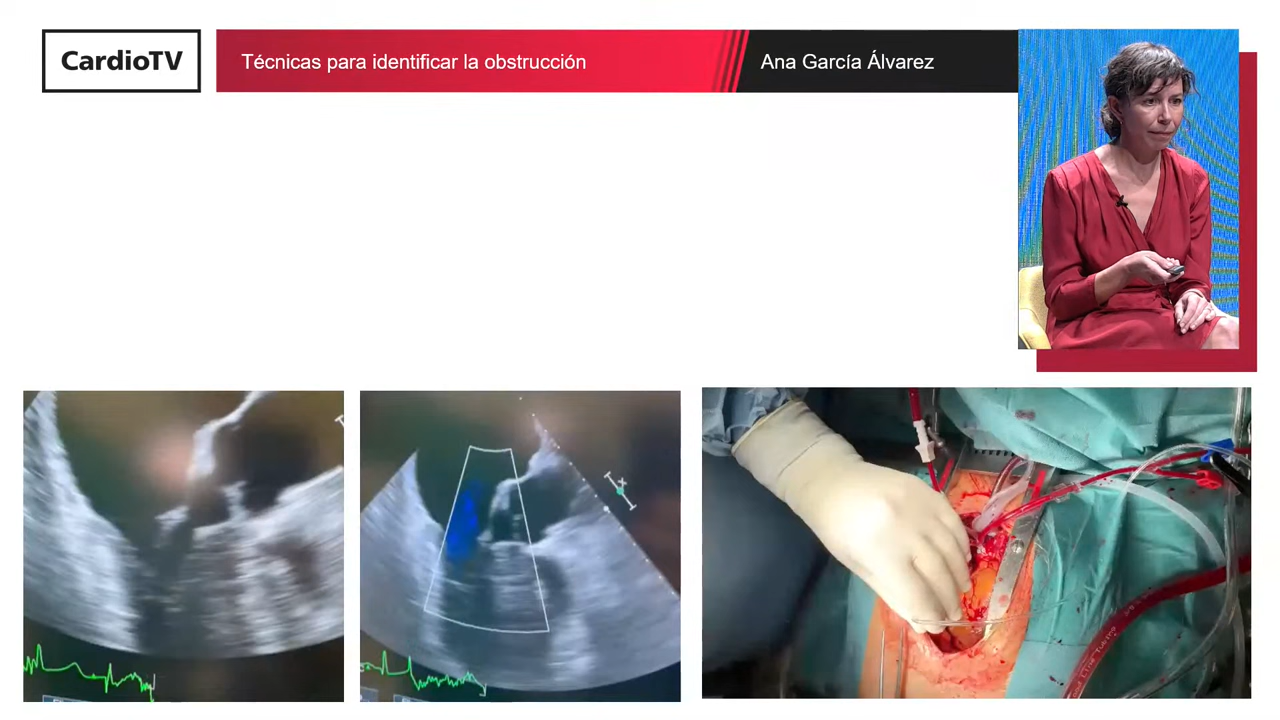 CardioTV
Técnicas para identificar la obstrucción
Ana García Álvarez